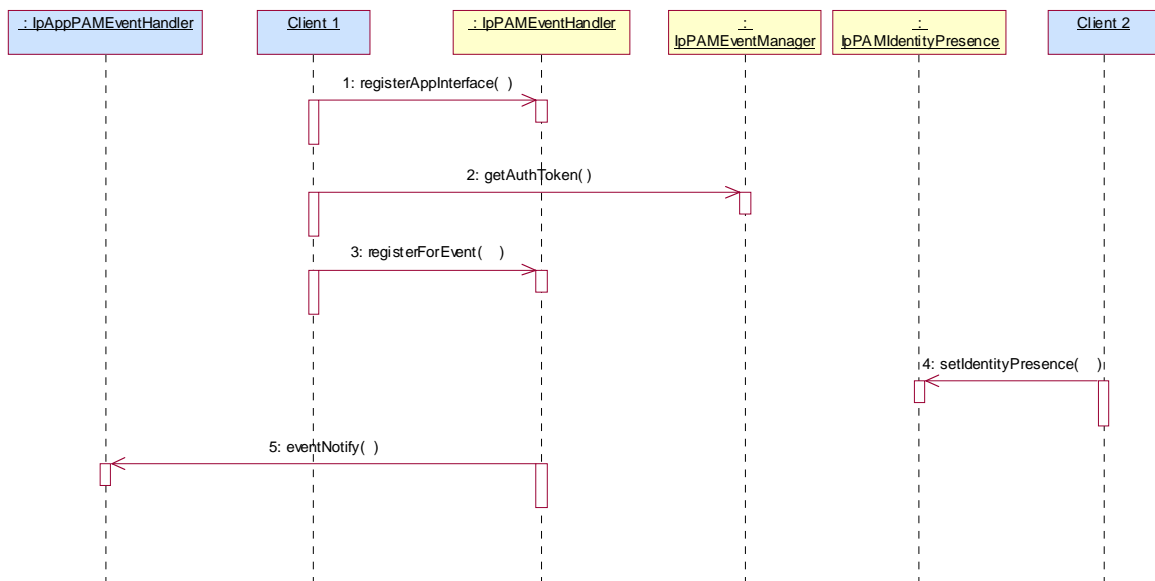 : IpAppPAMEventHandler
Client 1
: IpPAMEventHandler
:
IpPAMEventManager
:
IpPAMIdentityPresence
Client 2
1: registerAppInterface( )
2: getAuthToken( )
3: registerForEvent( )
4: setIdentityPresence( )
5: eventNotify( )